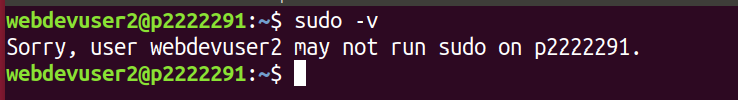 webdevuser2@p2222291:~$ sudo -v
Sorry, user webdevuser2 may not run sudo on p2222291.
webdevuser2@p2222291:~$